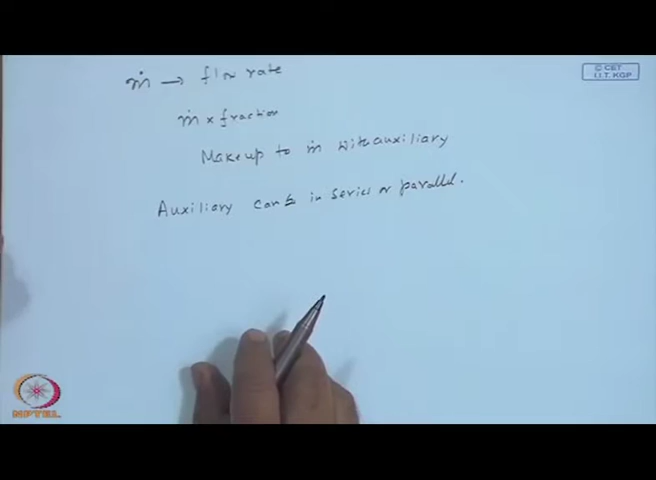 © CET
I.I.T. KGP
ṁ → flow rate
ṁ × fraction
Makeup to ṁ with auxiliary
Auxiliary can be in series or parallel.
NPTEL